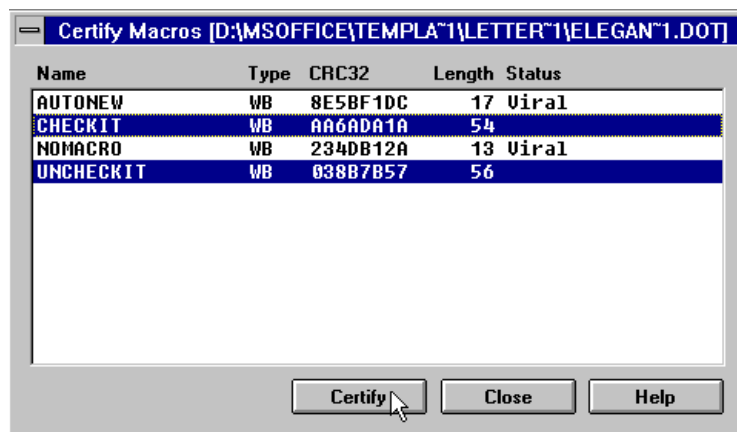 Certify Macros [D:\MSOFFICE\TEMPLA~1\LETTER~1\ELEGAN~1.DOT]
Name Type CRC32 Length Status
AUTONEW WB 8E5BF1DC 17 Viral
CHECKIT WB AA6ADA1A 54
NOMACRO WB 234DB12A 13 Viral
UNCHECKIT WB 038B7B57 56
Certify Close Help